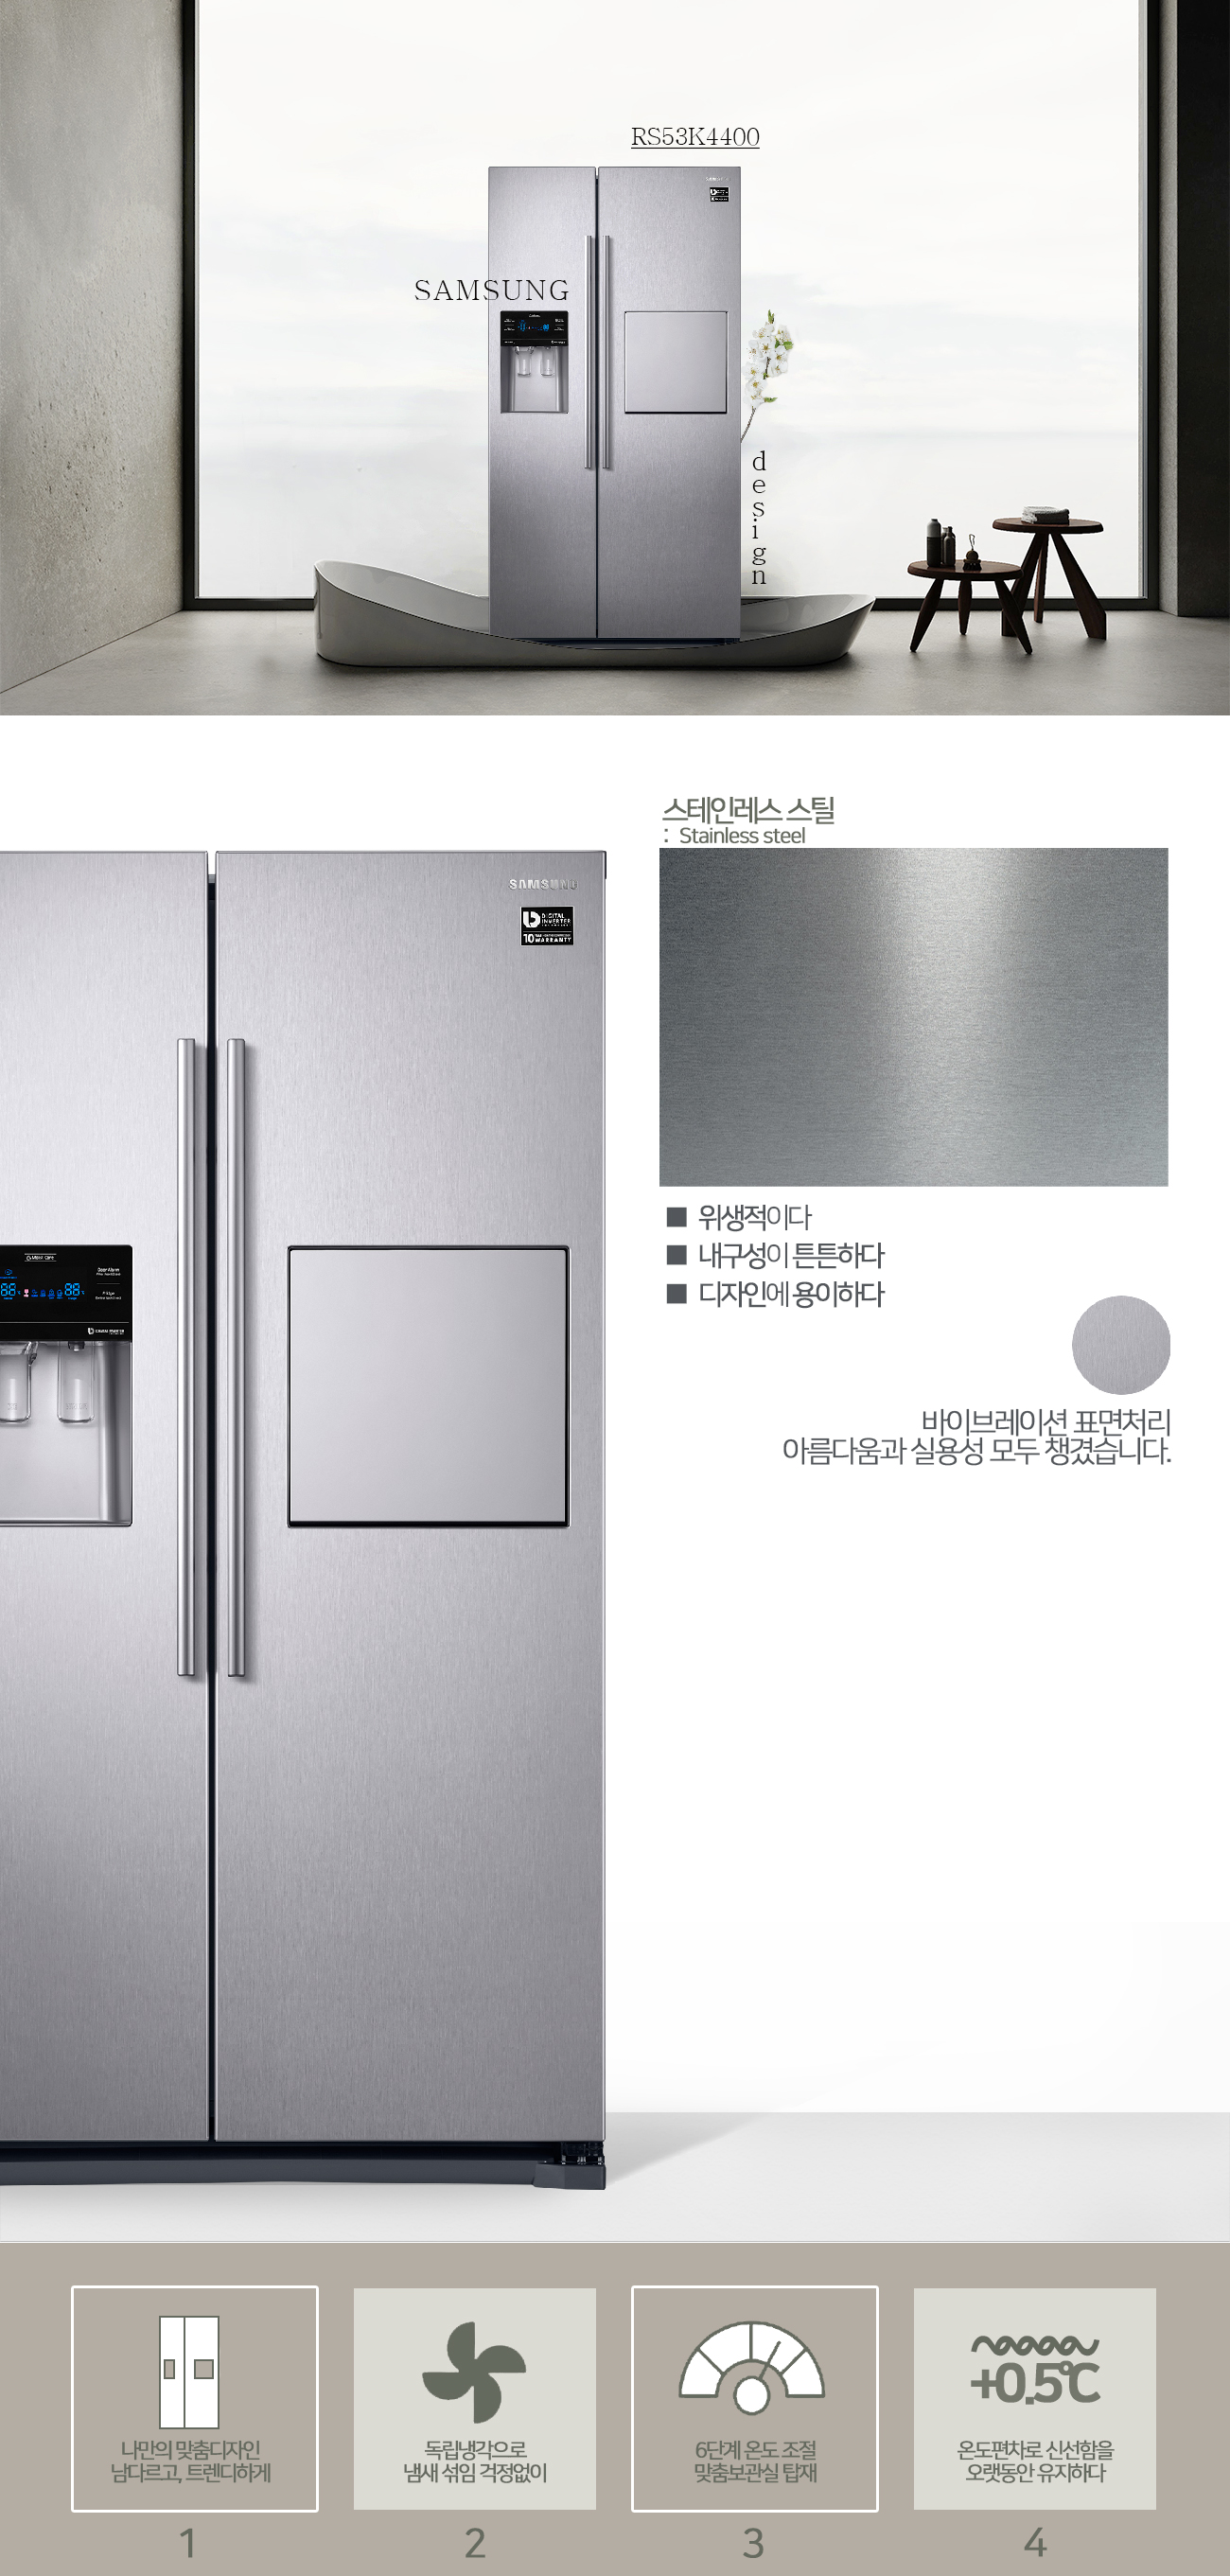 RS53K4400
SAMSUNG
design
스테인레스 스틸
: Stainless steel
SAMSUNG
DIGITAL
INVERTER
10 WARRANTY
■ 위생적이다
■ 내구성이 튼튼하다
■ 디자인에 용이하다
Door Alarm
바이브레이션 표면처리
아름다움과 실용성 모두 챙겼습니다.
나만의 맞춤디자인
남다르고, 트렌디하게
1
독립냉각으로
냄새 섞임 걱정없이
2
6단계 온도 조절
맞춤보관실 탑재
3
+0.5℃
온도편차로 신선함을
오랫동안 유지하다
4